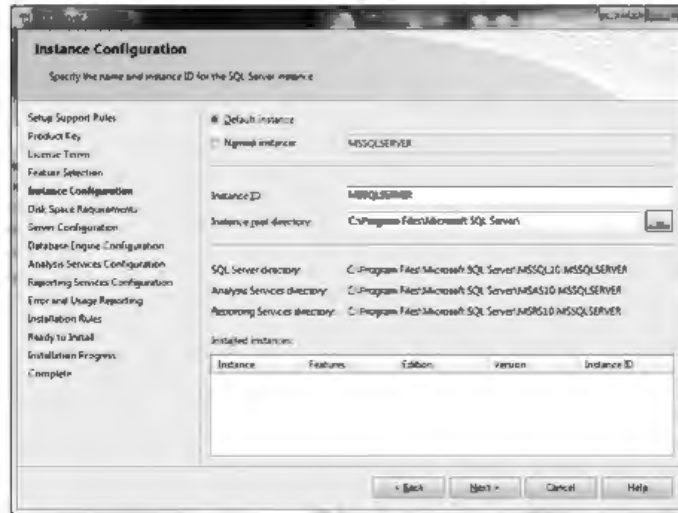 Instance Configuration
Specify the name and instance ID for the SQL Server instance
Setup Support Rules
Product Key
License Terms
Feature Selection
Instance Configuration
Disk Space Requirements
Server Configuration
Database Engine Configuration
Analysis Services Configuration
Reporting Services Configuration
Error and Usage Reporting
Installation Rules
Ready to Install
Installation Progress
Complete
Default instance
Named instance: MSSQLSERVER
Instance ID: MSSQLSERVER
Instance root directory: C:\Program Files\Microsoft SQL Server\
SQL Server directory: C:\Program Files\Microsoft SQL Server\MSSQL10.MSSQLSERVER
Analysis Services directory: C:\Program Files\Microsoft SQL Server\MSAS10.MSSQLSERVER
Reporting Services directory: C:\Program Files\Microsoft SQL Server\MSRS10.MSSQLSERVER
Installed instances:
Instance Features Edition Version Instance ID
< Back Next > Cancel Help